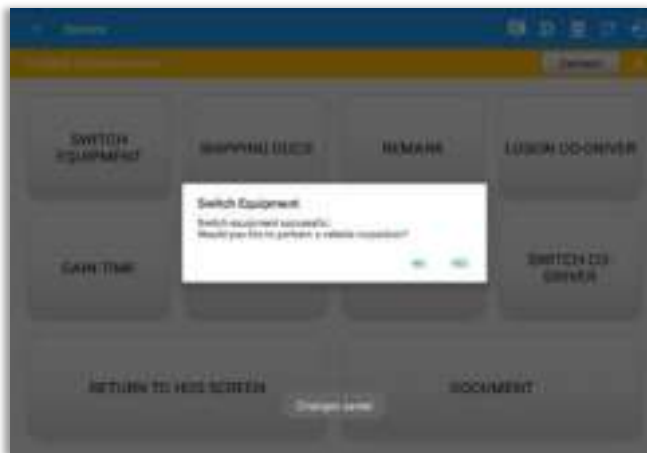 SWITCH EQUIPMENT
SHIPPING DOCS
REMARK
LOGON CO-DRIVER
Switch Equipment
Switch equipment successful.
Would you like to perform a vehicle inspection?
NO
YES
GAIN TIME
SWITCH CO-
DRIVER
RETURN TO HOS SCREEN
DOCUMENT
Changes saved